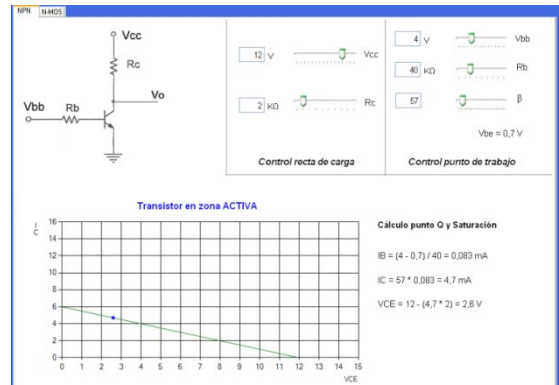 NPN N-MOS
Vcc
Rc
Vo
Vbb Rb
12 V Vcc
2 KΩ Rc
Control recta de carga
4 V Vbb
40 KΩ Rb
57 β
Vbe = 0,7 V
Control punto de trabajo
Transistor en zona ACTIVA
I
C
16
14
12
10
8
6
4
2
0
0 1 2 3 4 5 6 7 8 9 10 11 12 13 14 15
VCE
Cálculo punto Q y Saturación
IB = (4 - 0,7) / 40 = 0,083 mA
IC = 57 * 0,083 = 4,7 mA
VCE = 12 - (4,7 * 2) = 2,6 V